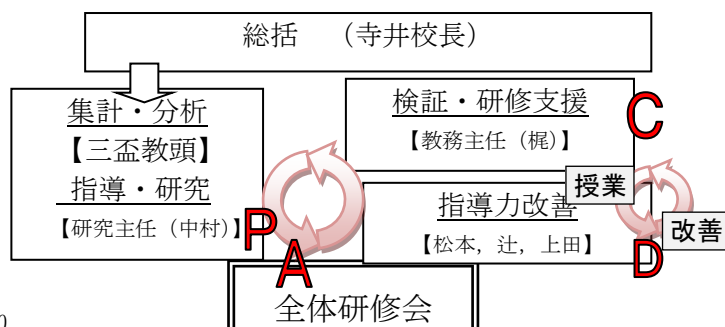 総括 （寺井校長）
集計・分析
【三盃教頭】
指導・研究
【研究主任（中村）】
P
A
検証・研修支援
【教務主任（梶）】
C
授業
指導力改善
【松本，辻，上田】
D
改善
全体研修会
0